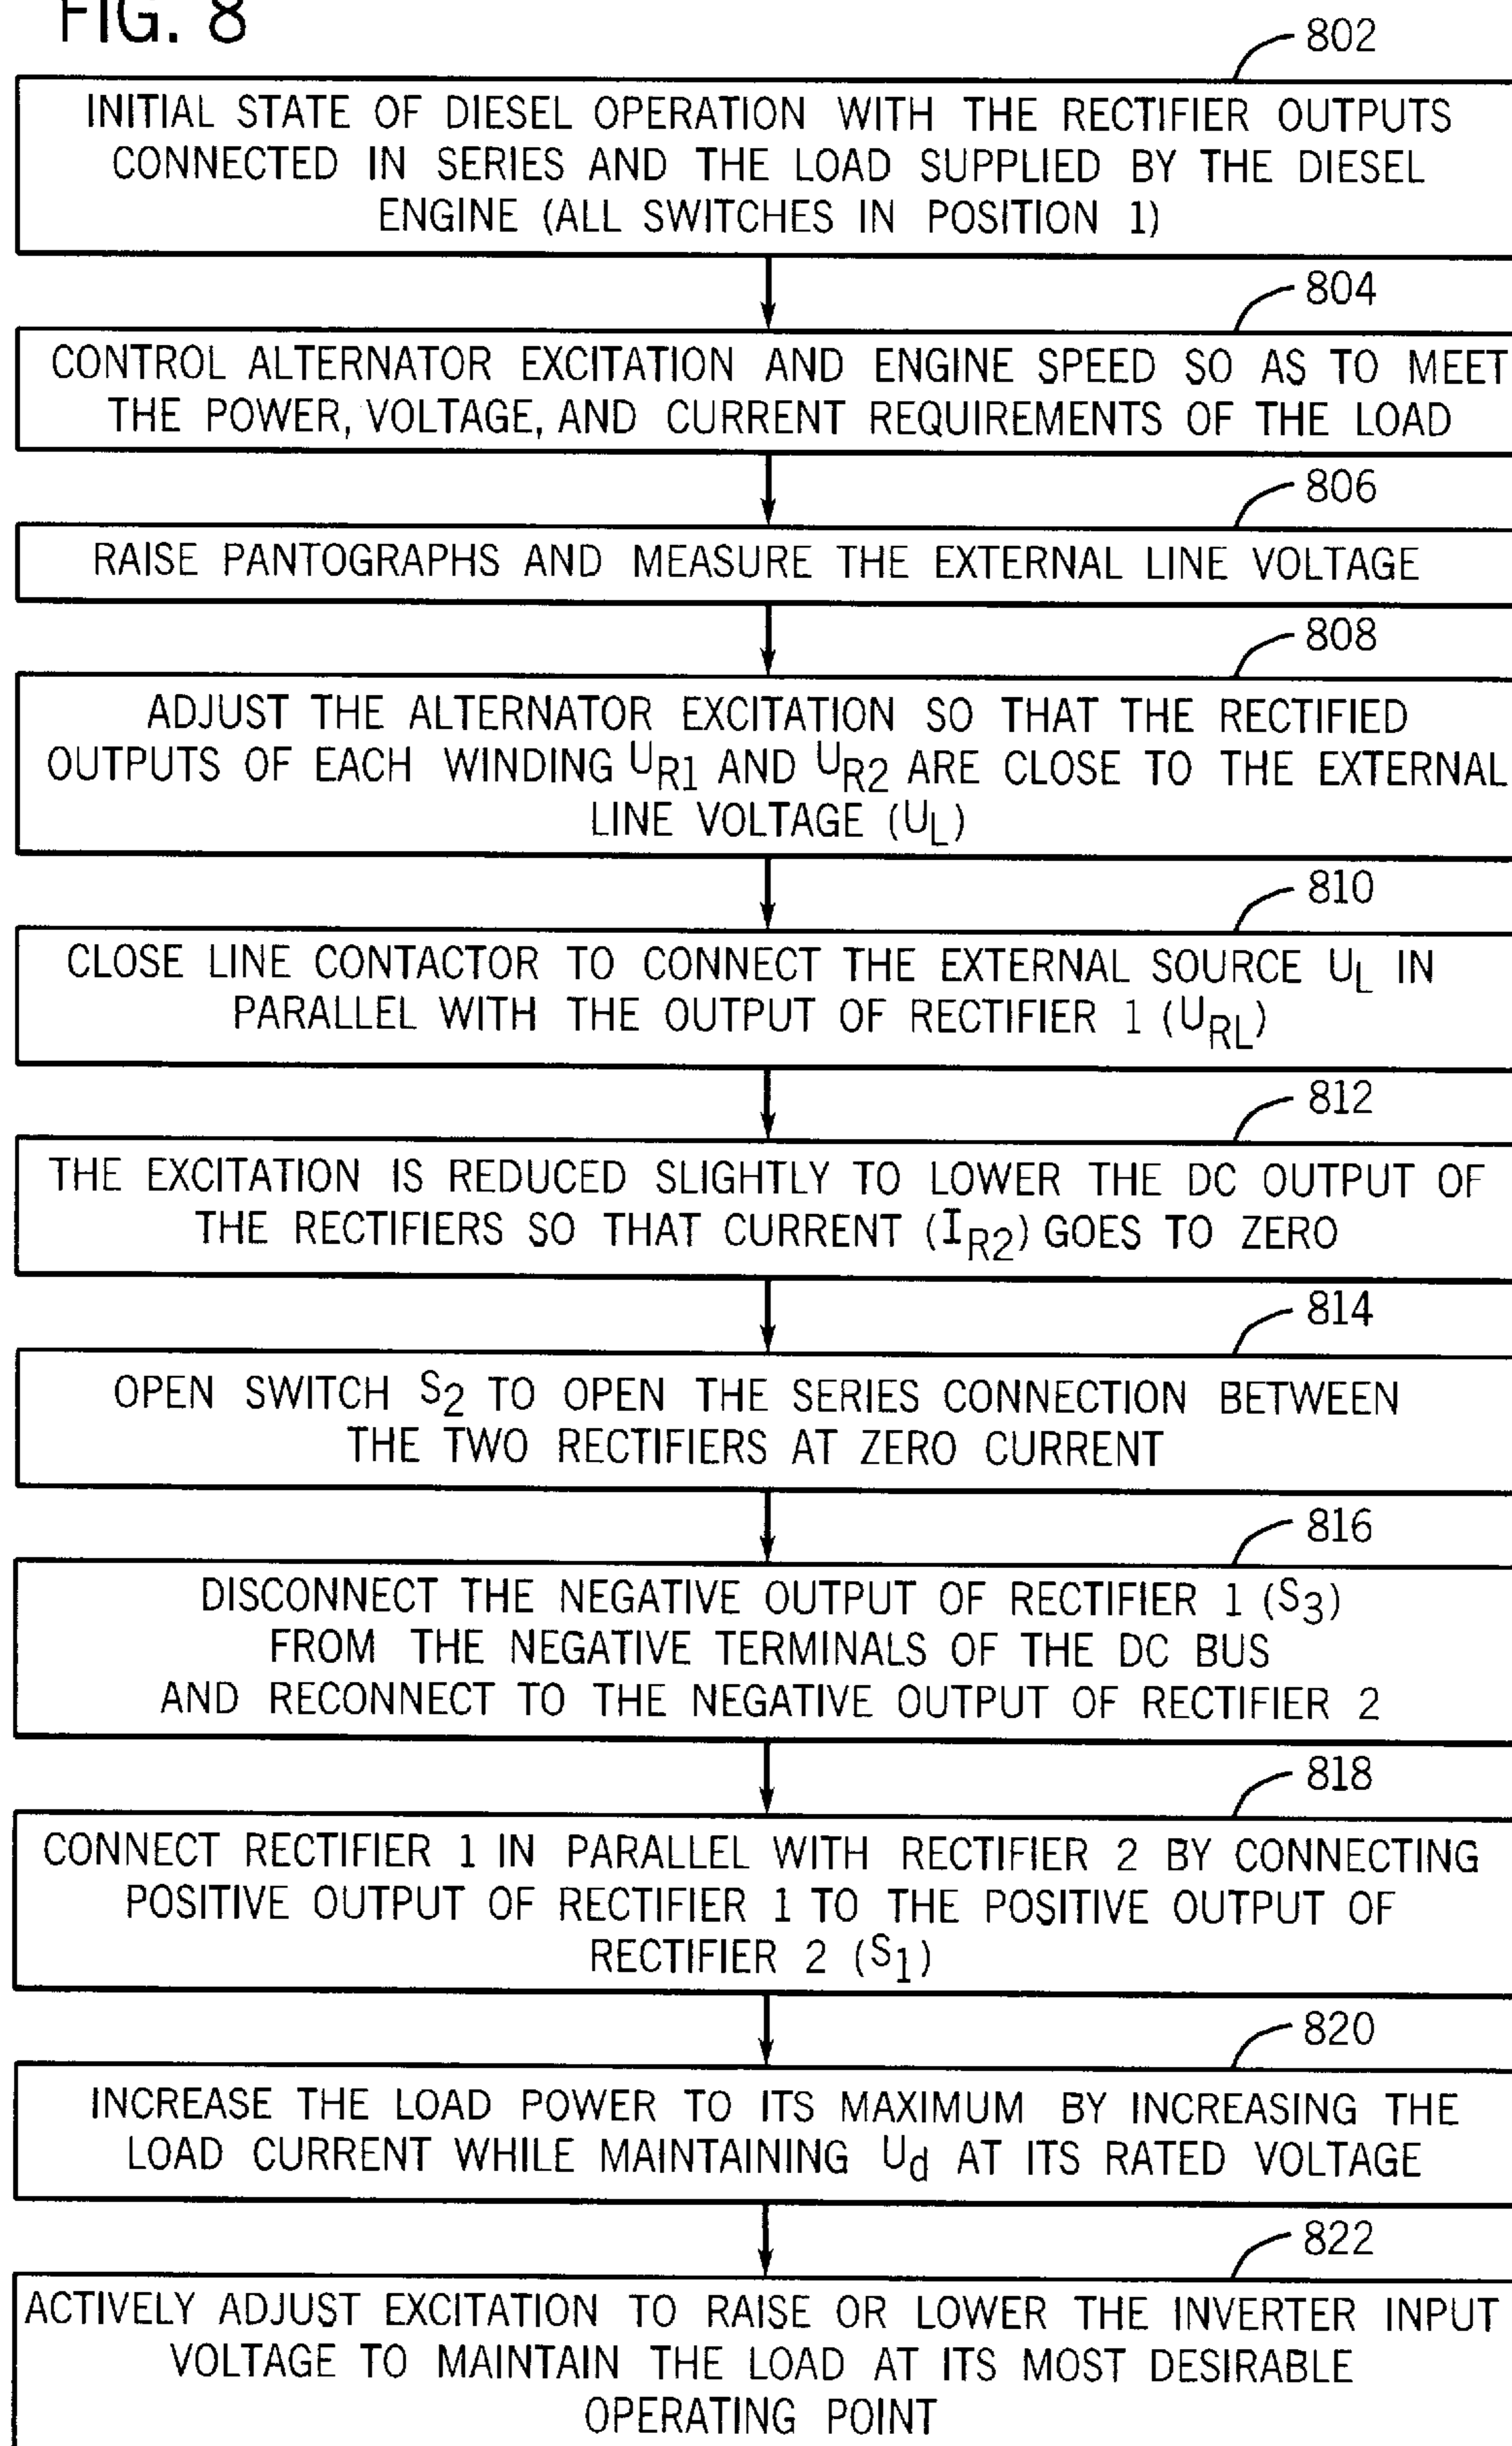 FIG. 8
802
INITIAL STATE OF DIESEL OPERATION WITH THE RECTIFIER OUTPUTS
CONNECTED IN SERIES AND THE LOAD SUPPLIED BY THE DIESEL
ENGINE (ALL SWITCHES IN POSITION 1)
804
CONTROL ALTERNATOR EXCITATION AND ENGINE SPEED SO AS TO MEET
THE POWER, VOLTAGE, AND CURRENT REQUIREMENTS OF THE LOAD
806
RAISE PANTOGRAPHS AND MEASURE THE EXTERNAL LINE VOLTAGE
808
ADJUST THE ALTERNATOR EXCITATION SO THAT THE RECTIFIED
OUTPUTS OF EACH WINDING UR1 AND UR2 ARE CLOSE TO THE EXTERNAL
LINE VOLTAGE (UL)
810
CLOSE LINE CONTACTOR TO CONNECT THE EXTERNAL SOURCE UL IN
PARALLEL WITH THE OUTPUT OF RECTIFIER 1 (URL)
812
THE EXCITATION IS REDUCED SLIGHTLY TO LOWER THE DC OUTPUT OF
THE RECTIFIERS SO THAT CURRENT (IR2) GOES TO ZERO
814
OPEN SWITCH S2 TO OPEN THE SERIES CONNECTION BETWEEN
THE TWO RECTIFIERS AT ZERO CURRENT
816
DISCONNECT THE NEGATIVE OUTPUT OF RECTIFIER 1 (S3)
FROM THE NEGATIVE TERMINALS OF THE DC BUS
AND RECONNECT TO THE NEGATIVE OUTPUT OF RECTIFIER 2
818
CONNECT RECTIFIER 1 IN PARALLEL WITH RECTIFIER 2 BY CONNECTING
POSITIVE OUTPUT OF RECTIFIER 1 TO THE POSITIVE OUTPUT OF
RECTIFIER 2 (S1)
820
INCREASE THE LOAD POWER TO ITS MAXIMUM BY INCREASING THE
LOAD CURRENT WHILE MAINTAINING Ud AT ITS RATED VOLTAGE
822
ACTIVELY ADJUST EXCITATION TO RAISE OR LOWER THE INVERTER INPUT
VOLTAGE TO MAINTAIN THE LOAD AT ITS MOST DESIRABLE
OPERATING POINT